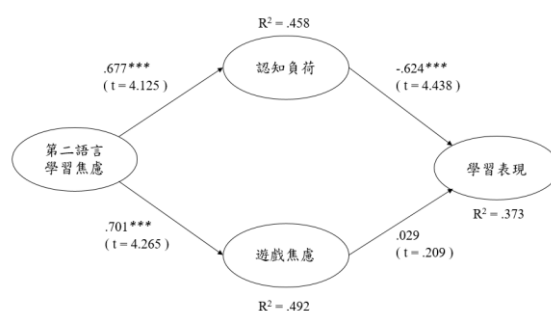 R² = .458
.677***
( t = 4.125)
認知負荷
-.624***
( t = 4.438)
第二語言
學習焦慮
學習表現
R² = .373
.701***
( t = 4.265)
遊戲焦慮
.029
( t = .209)
R² = .492